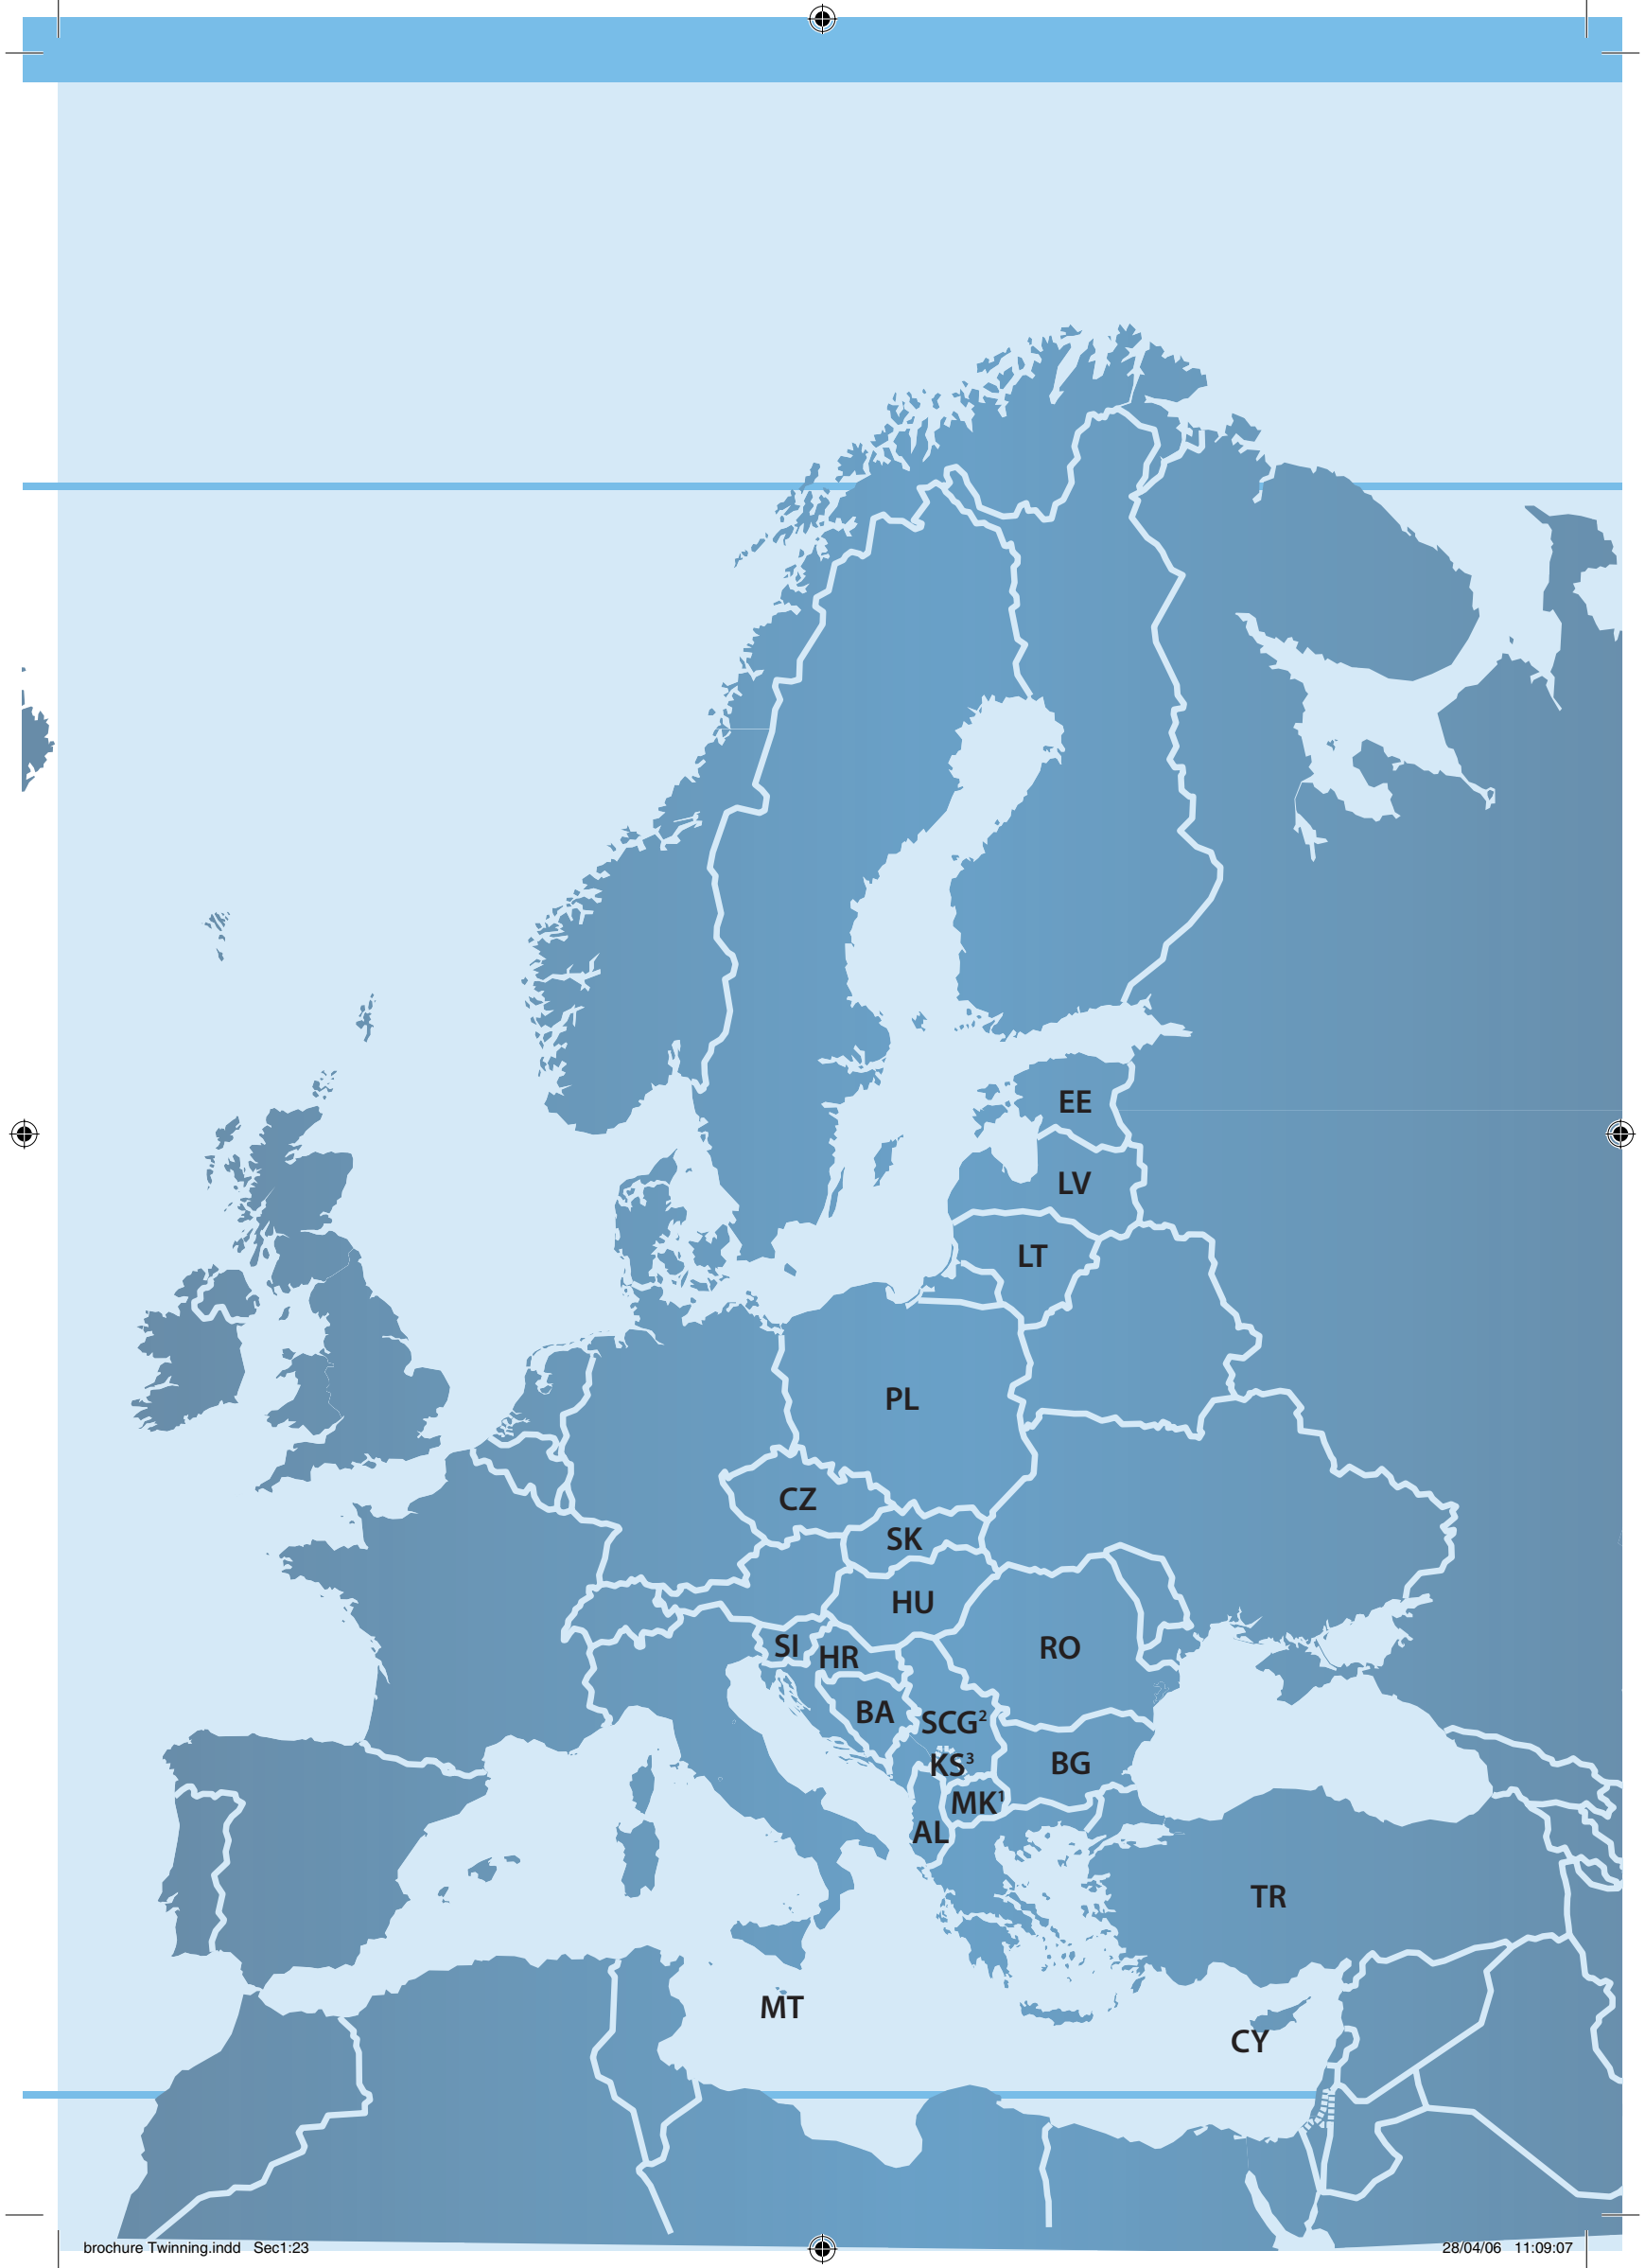 EE
LV
LT
PL
CZ
SK
HU
SI
HR
RO
BA
SCG²
KS³
BG
MK¹
AL
TR
MT
CY
brochure Twinning.indd Sec1:23
28/04/06 11:09:07